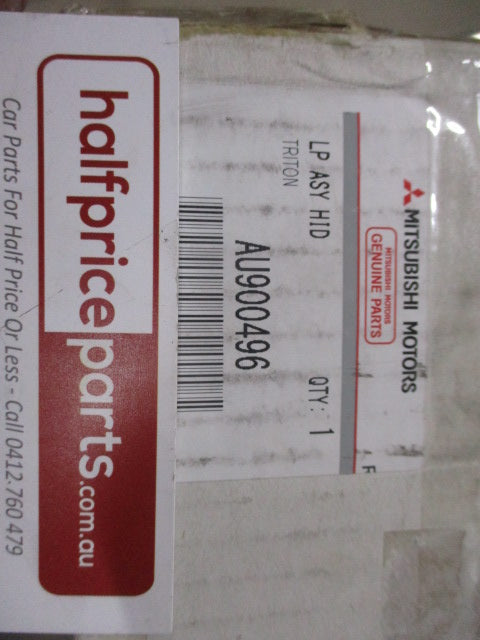 MITSUBISHI MOTORS
MITSUBISHI MOTORS
GENUINE PARTS
LP ASY HID QTY: 1
TRITON
AU900496
halfpriceparts.com.au
Car Parts For Half Price Or Less - Call 0412 760 479